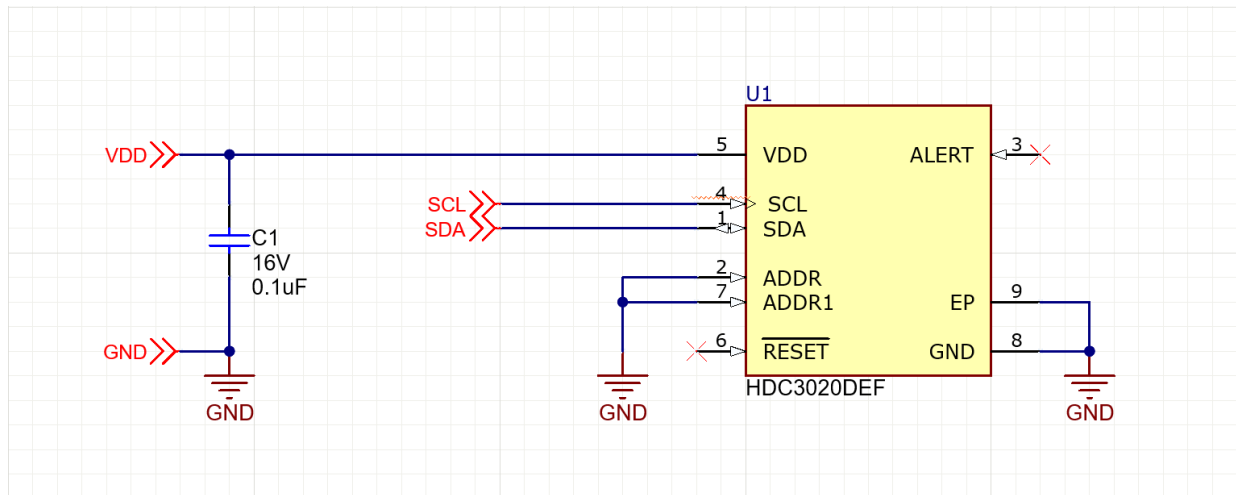 U1
VDD
5
VDD
ALERT
3
SCL
4
SCL
SDA
1
SDA
C1
16V
0.1uF
2
ADDR
7
ADDR1
EP
9
GND
6
RESET
GND
8
HDC3020DEF
GND
GND
GND